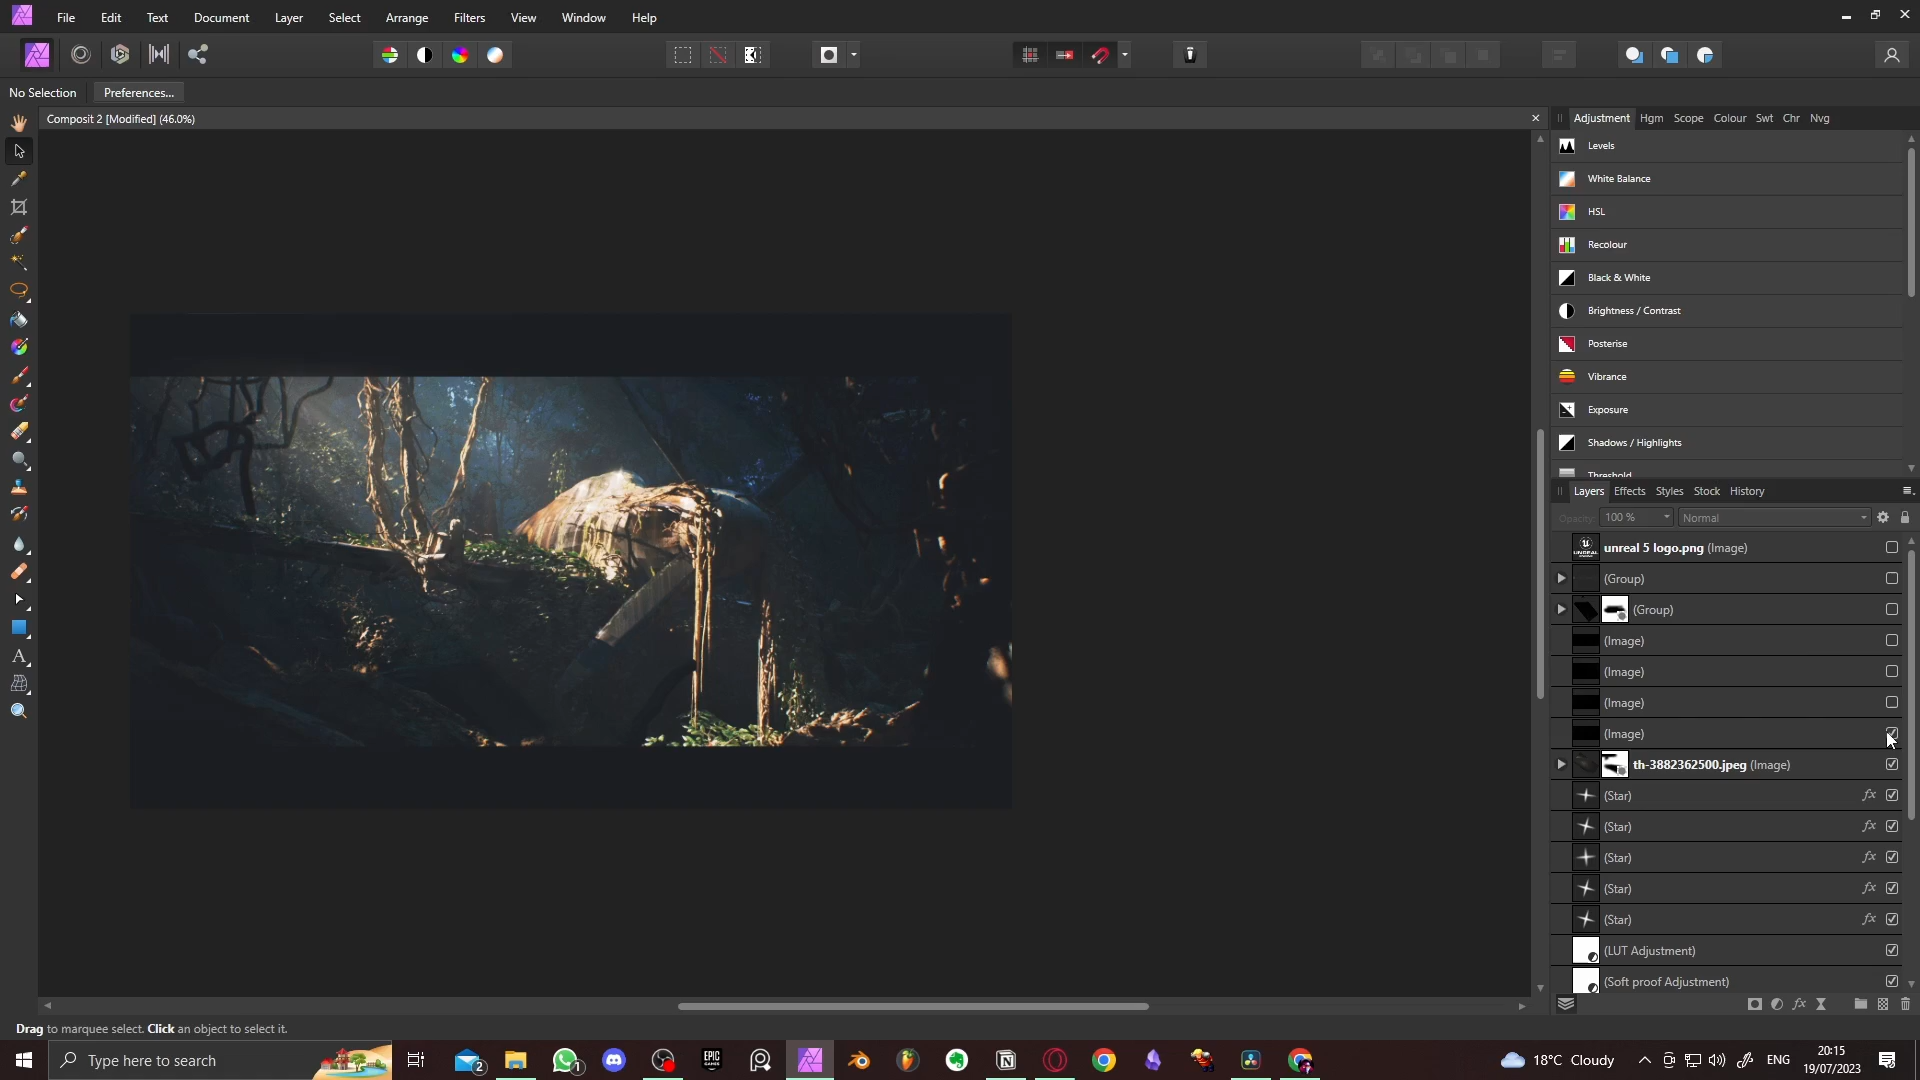 File Edit Text Document Layer Select Arrange Filters View Window Help
No Selection Preferences...
Composit 2 [Modified] (46.0%)
Adjustment Hgm Scope Colour Swt Chr Nvg
Levels
White Balance
HSL
Recolour
Black & White
Brightness / Contrast
Posterise
Vibrance
Exposure
Shadows / Highlights
Threshold
Layers Effects Styles Stock History
Opacity: 100 % Normal
unreal 5 logo.png (Image)
(Group)
(Group)
(Image)
(Image)
(Image)
(Image)
th-3882362500.jpeg (Image)
(Star)
(Star)
(Star)
(Star)
(Star)
(LUT Adjustment)
(Soft proof Adjustment)
Drag to marquee select. Click an object to select it.
Type here to search
EPIC GAMES
18°C Cloudy
ENG
20:15
19/07/2023